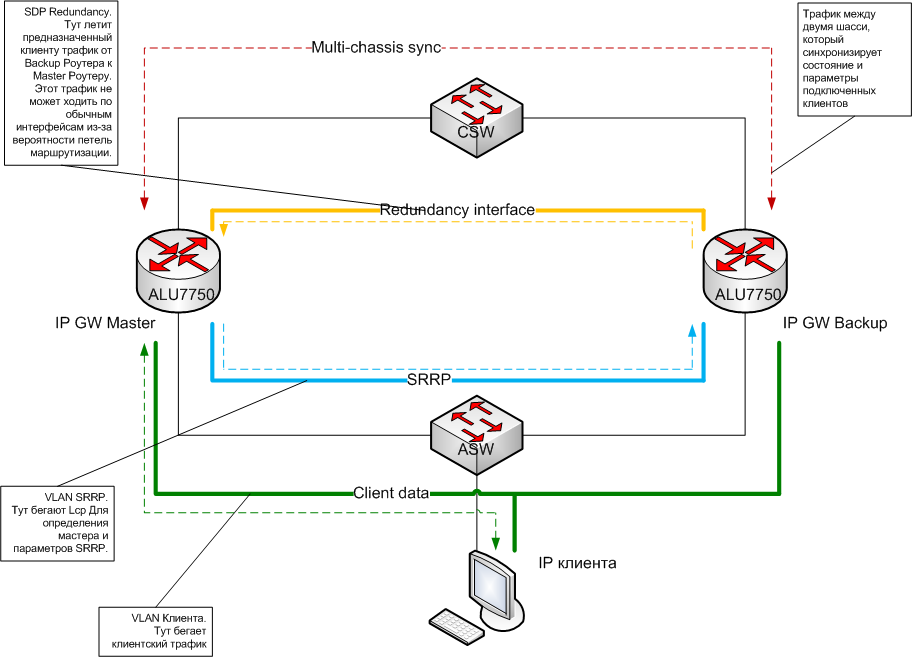 SDP Redundancy.
Тут летит
предназначенный
клиенту трафик от
Backup Роутера к
Master Роутеру.
Этот трафик не
может ходить по
обычным
интерфейсам из-за
вероятности петель
маршрутизации.
Multi-chassis sync
Трафик между
двумя шасси,
который
синхронизирует
состояние и
параметры
подключенных
клиентов
CSW
Redundancy interface
ALU7750
ALU7750
IP GW Master
IP GW Backup
SRRP
ASW
VLAN SRRP.
Тут бегают Lcp Для
определения
мастера и
параметров SRRP.
Client data
IP клиента
VLAN Клиента.
Тут бегает
клиентский трафик